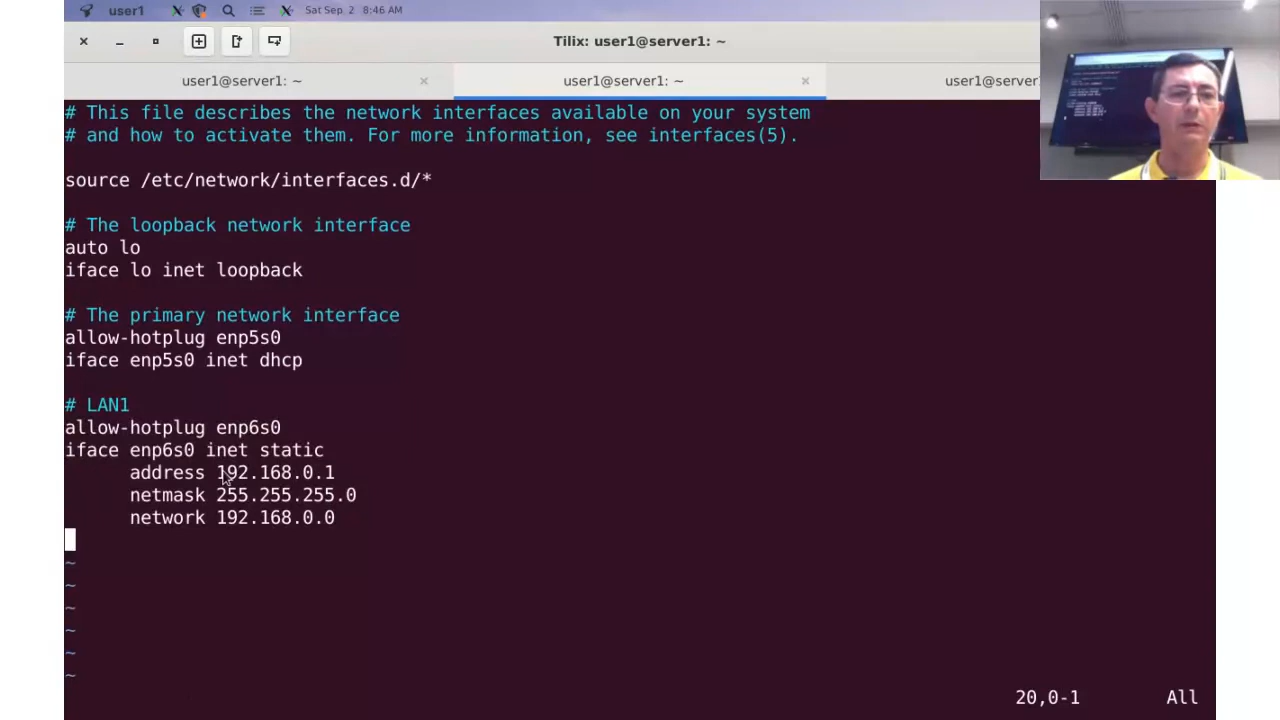 user1
Sat Sep. 2 8:46 AM
Tilix: user1@server1: ~
user1@server1: ~ ×
user1@server1: ~ ×
user1@server1:
# This file describes the network interfaces available on your system
# and how to activate them. For more information, see interfaces(5).
source /etc/network/interfaces.d/*
# The loopback network interface
auto lo
iface lo inet loopback
# The primary network interface
allow-hotplug enp5s0
iface enp5s0 inet dhcp
# LAN1
allow-hotplug enp6s0
iface enp6s0 inet static
address 192.168.0.1
netmask 255.255.255.0
network 192.168.0.0
~
~
~
~
~
~
20,0-1 All